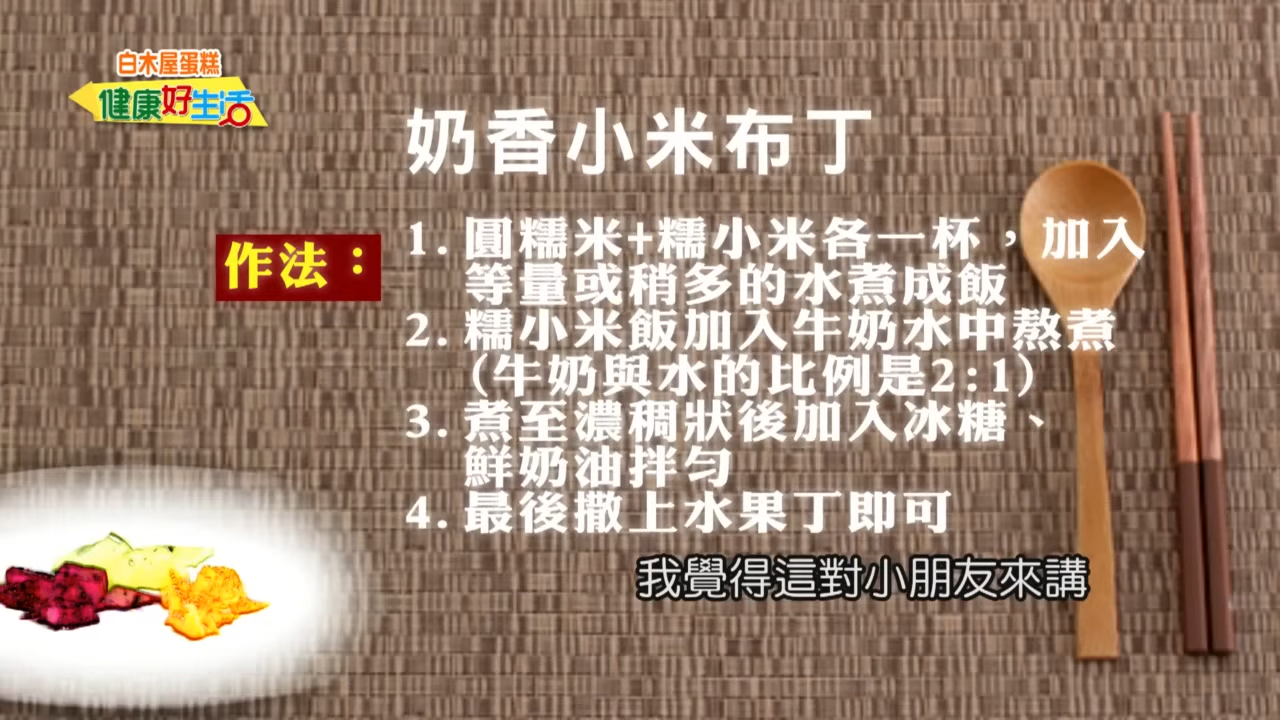 白木屋蛋糕
健康好生活
奶香小米布丁
作法：
1.圓糯米+糯小米各一杯，加入
等量或稍多的水煮成飯
2.糯小米飯加入牛奶水中熬煮
(牛奶與水的比例是2:1)
3.煮至濃稠狀後加入冰糖、
鮮奶油拌勻
4.最後撒上水果丁即可
我覺得這對小朋友來講